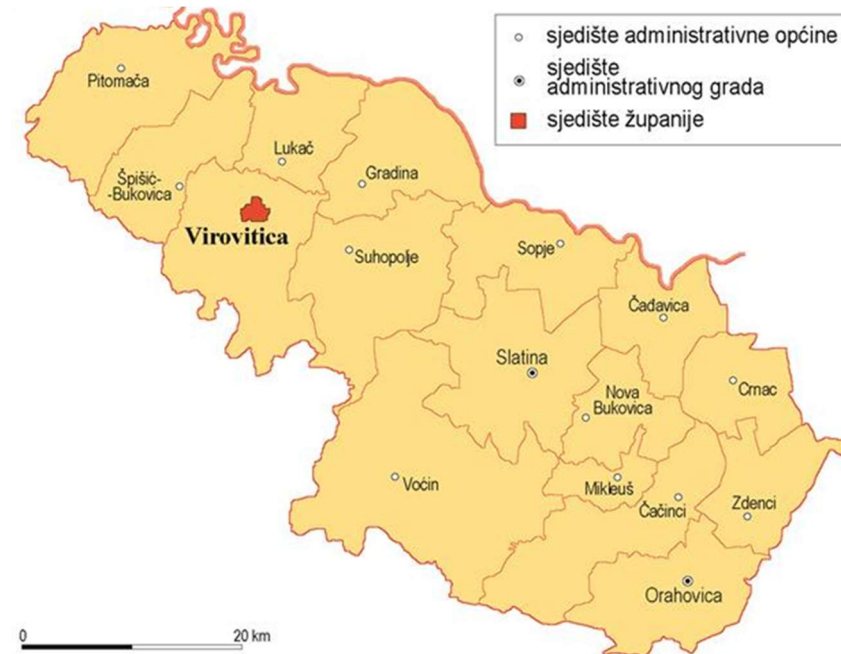 sjedište administrativne općine
sjedište
administrativnog grada
sjedište županije
Pitomača
Lukač
Špišić-
-Bukovica
Gradina
Virovitica
Suhopolje
Sopje
Čađavica
Slatina
Nova
Bukovica
Crnac
Voćin
Mikleuš
Čačinci
Zdenci
Orahovica
0
20 km